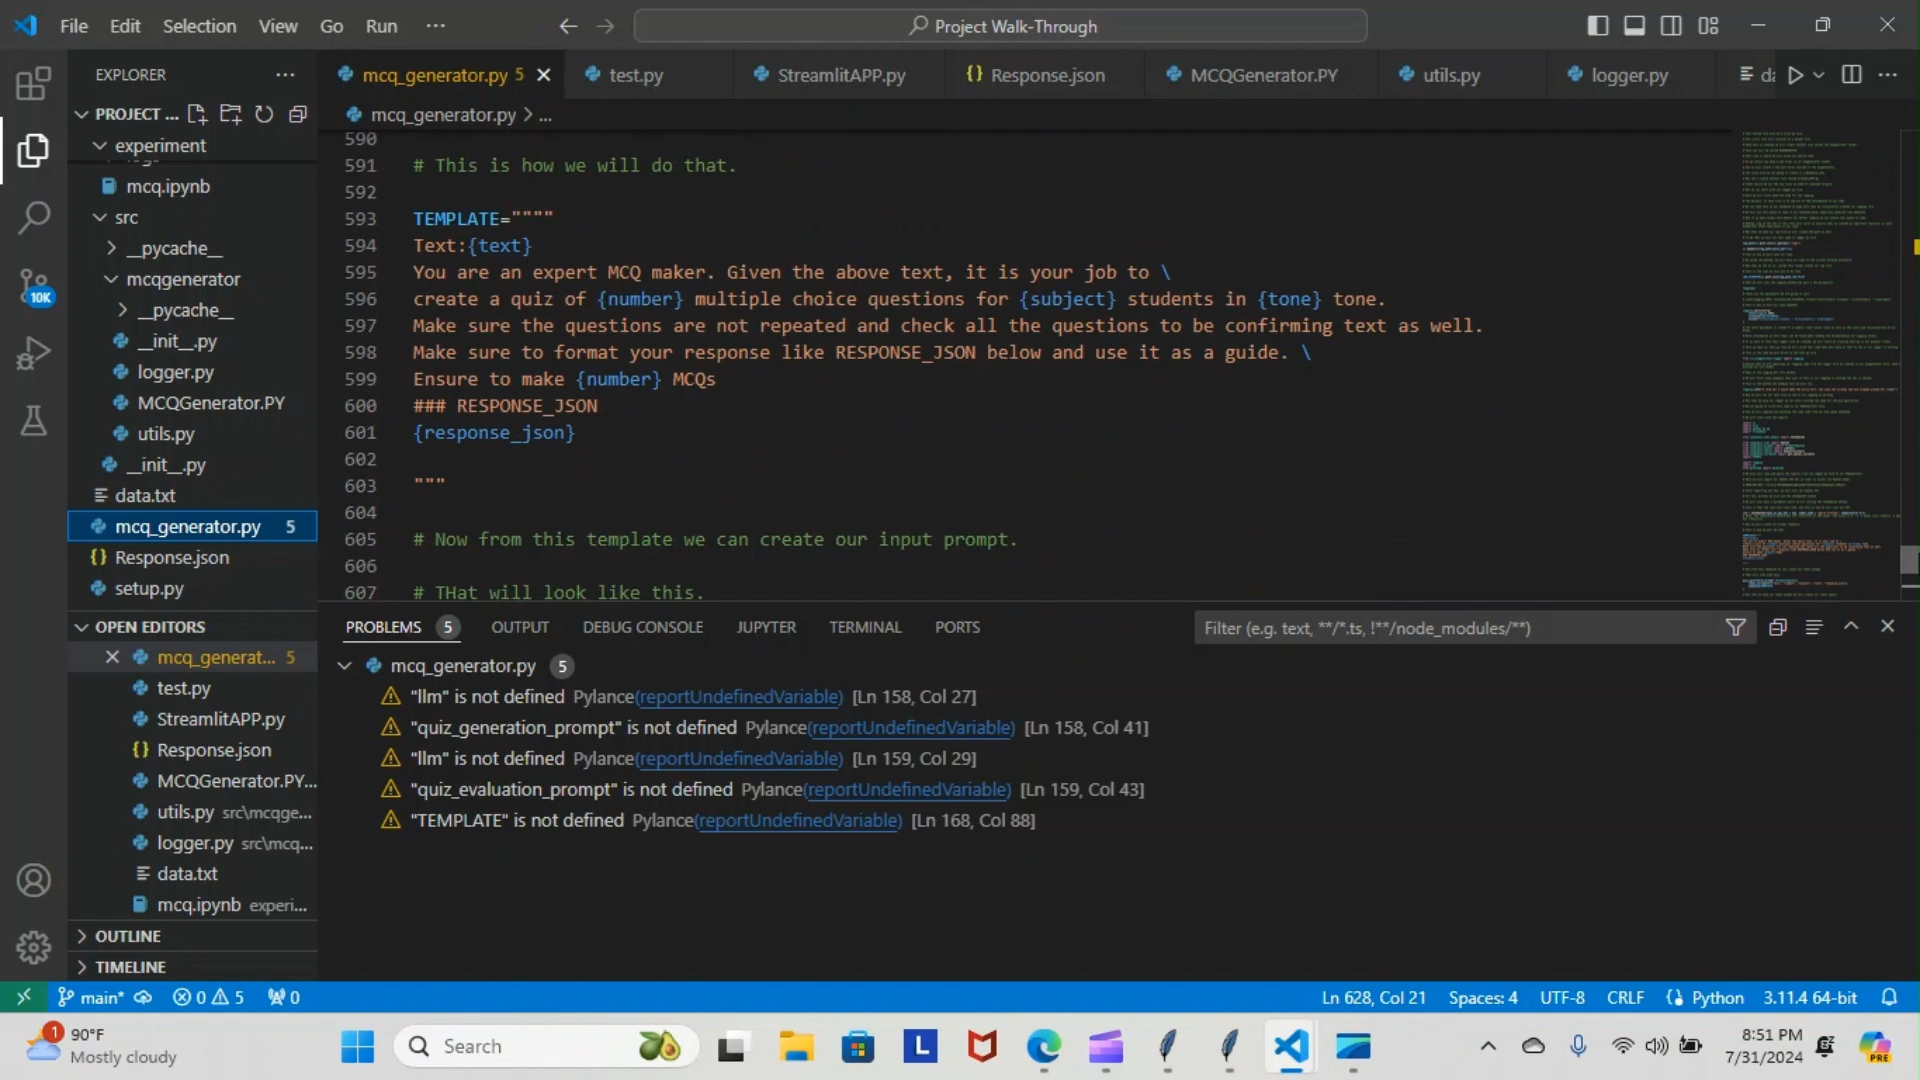 File Edit Selection View Go Run ··· Project Walk-Through
EXPLORER
PROJECT ...
experiment
mcq.ipynb
src
__pycache__
mcqgenerator
__pycache__
__init__.py
logger.py
MCQGenerator.PY
utils.py
__init__.py
data.txt
mcq_generator.py 5
Response.json
setup.py
OPEN EDITORS
mcq_generat... 5
test.py
StreamlitAPP.py
Response.json
MCQGenerator.PY...
utils.py src\mcqge...
logger.py src\mcq...
data.txt
mcq.ipynb experi...
OUTLINE
TIMELINE
10K
mcq_generator.py 5 test.py StreamlitAPP.py Response.json MCQGenerator.PY utils.py logger.py
mcq_generator.py > ...
590
591 # This is how we will do that.
592
593 TEMPLATE=""""
594 Text:{text}
595 You are an expert MCQ maker. Given the above text, it is your job to \
596 create a quiz of {number} multiple choice questions for {subject} students in {tone} tone.
597 Make sure the questions are not repeated and check all the questions to be confirming text as well.
598 Make sure to format your response like RESPONSE_JSON below and use it as a guide. \
599 Ensure to make {number} MCQs
600 ### RESPONSE_JSON
601 {response_json}
602
603 """
604
605 # Now from this template we can create our input prompt.
606
607 # THat will look like this.
PROBLEMS 5 OUTPUT DEBUG CONSOLE JUPYTER TERMINAL PORTS Filter (e.g. text, **/*.ts, !**/node_modules/**)
mcq_generator.py 5
"llm" is not defined Pylance(reportUndefinedVariable) [Ln 158, Col 27]
"quiz_generation_prompt" is not defined Pylance(reportUndefinedVariable) [Ln 158, Col 41]
"llm" is not defined Pylance(reportUndefinedVariable) [Ln 159, Col 29]
"quiz_evaluation_prompt" is not defined Pylance(reportUndefinedVariable) [Ln 159, Col 43]
"TEMPLATE" is not defined Pylance(reportUndefinedVariable) [Ln 168, Col 88]
main* 0 5 0 Ln 628, Col 21 Spaces: 4 UTF-8 CRLF Python 3.11.4 64-bit
1 90°F
Mostly cloudy
Search
L
PRE
8:51 PM
7/31/2024